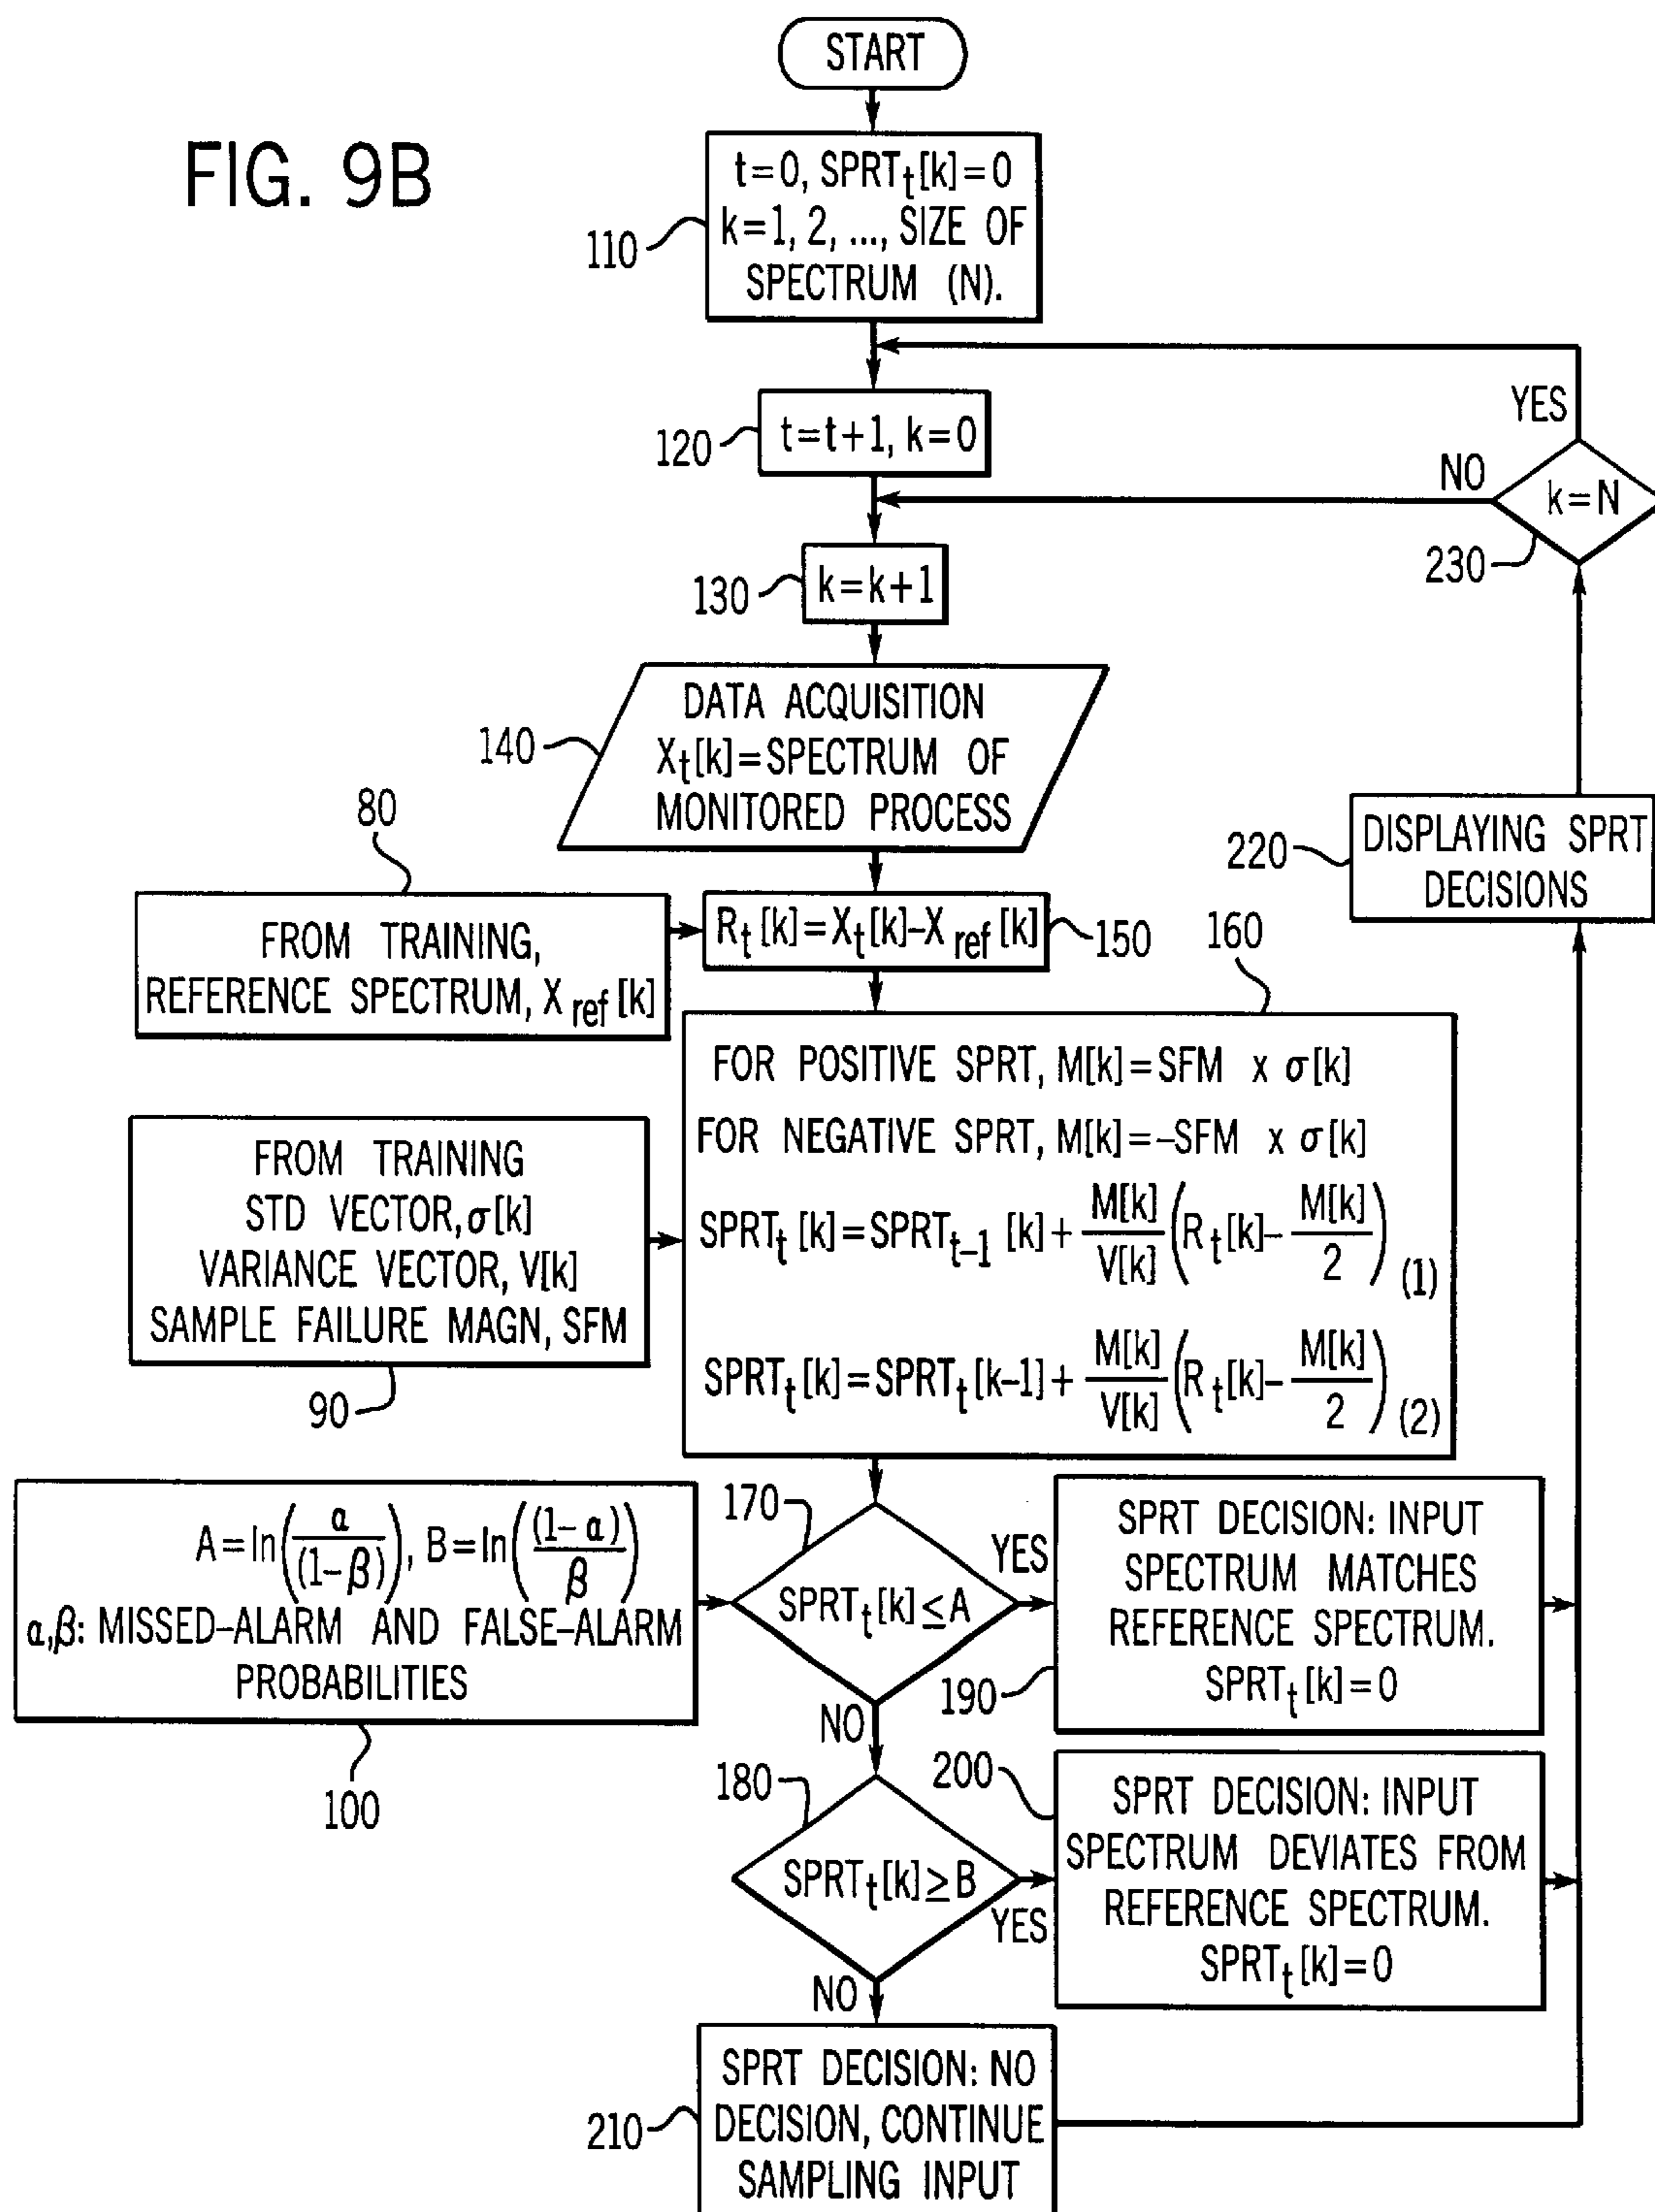 FIG. 9B
START
t=0, SPRTt[k]=0
k=1, 2, ..., SIZE OF
SPECTRUM (N).
110
t=t+1, k=0
120
YES
NO
k=N
230
k=k+1
130
DATA ACQUISITION
Xt[k]=SPECTRUM OF
MONITORED PROCESS
140
80
FROM TRAINING,
REFERENCE SPECTRUM, Xref[k]
Rt[k]=Xt[k]-Xref[k]
150
DISPLAYING SPRT
DECISIONS
220
160
FOR POSITIVE SPRT, M[k]=SFM x σ[k]
FOR NEGATIVE SPRT, M[k]=-SFM x σ[k]
SPRTt[k]=SPRTt-1[k]+M[k]/V[k](Rt[k]-M[k]/2) (1)
SPRTt[k]=SPRTt[k-1]+M[k]/V[k](Rt[k]-M[k]/2) (2)
FROM TRAINING
STD VECTOR,σ[k]
VARIANCE VECTOR, V[k]
SAMPLE FAILURE MAGN, SFM
90
A=ln(α/(1-β)), B=ln((1-α)/β)
α,β: MISSED-ALARM AND FALSE-ALARM
PROBABILITIES
100
170
SPRTt[k]≤A
YES
NO
SPRT DECISION: INPUT
SPECTRUM MATCHES
REFERENCE SPECTRUM.
SPRTt[k]=0
190
180
SPRTt[k]≥B
YES
NO
200
SPRT DECISION: INPUT
SPECTRUM DEVIATES FROM
REFERENCE SPECTRUM.
SPRTt[k]=0
SPRT DECISION: NO
DECISION, CONTINUE
SAMPLING INPUT
210